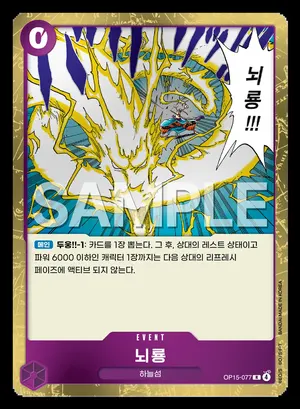 0
뇌룡!!!
SAMPLE
메인 두웅!!-1: 카드를 1장 뽑는다. 그 후, 상대의 레스트 상태이고
파워 6000 이하인 캐릭터 1장까지는 다음 상대의 리프레시
페이즈에 액티브 되지 않는다.
EVENT
뇌룡
하늘섬
OP15-077